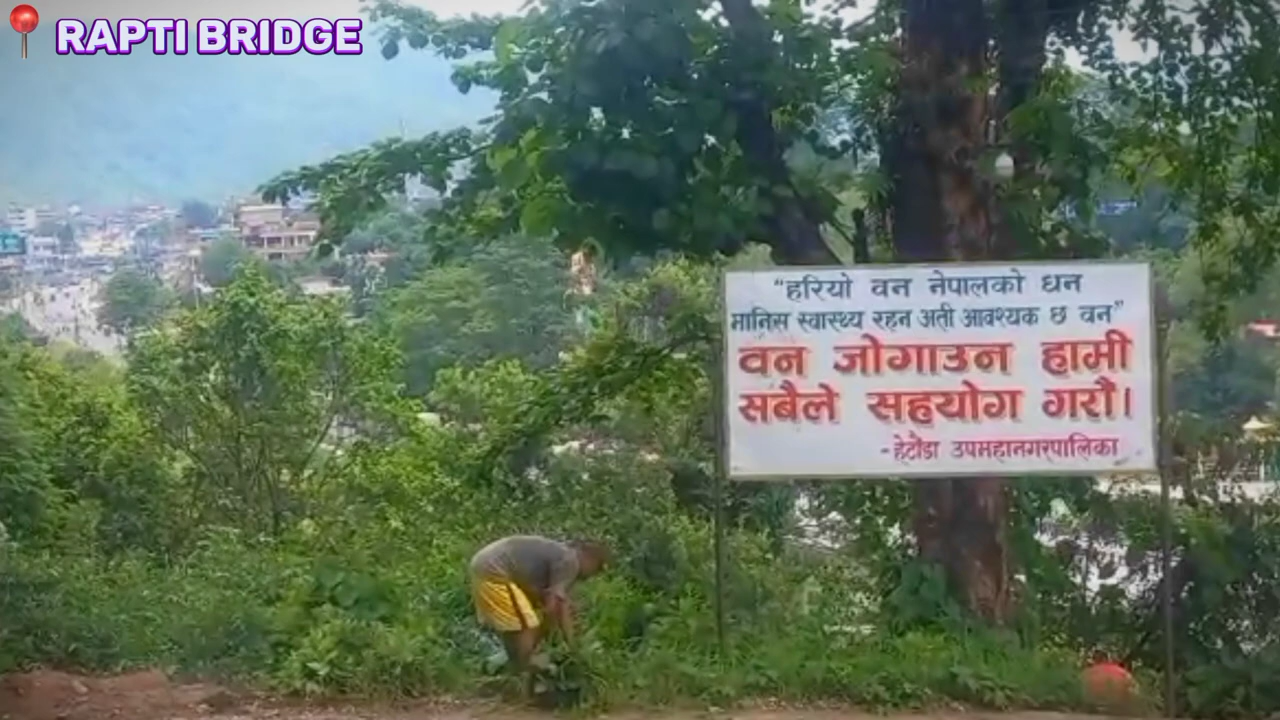 RAPTI BRIDGE
“हरियो वन नेपालको धन
मानिस स्वास्थ्य रहन अती आवश्यक छ वन”
वन जोगाउन हामी
सबैले सहयोग गरौं।
-हेटौंडा उपमहानगरपालिका